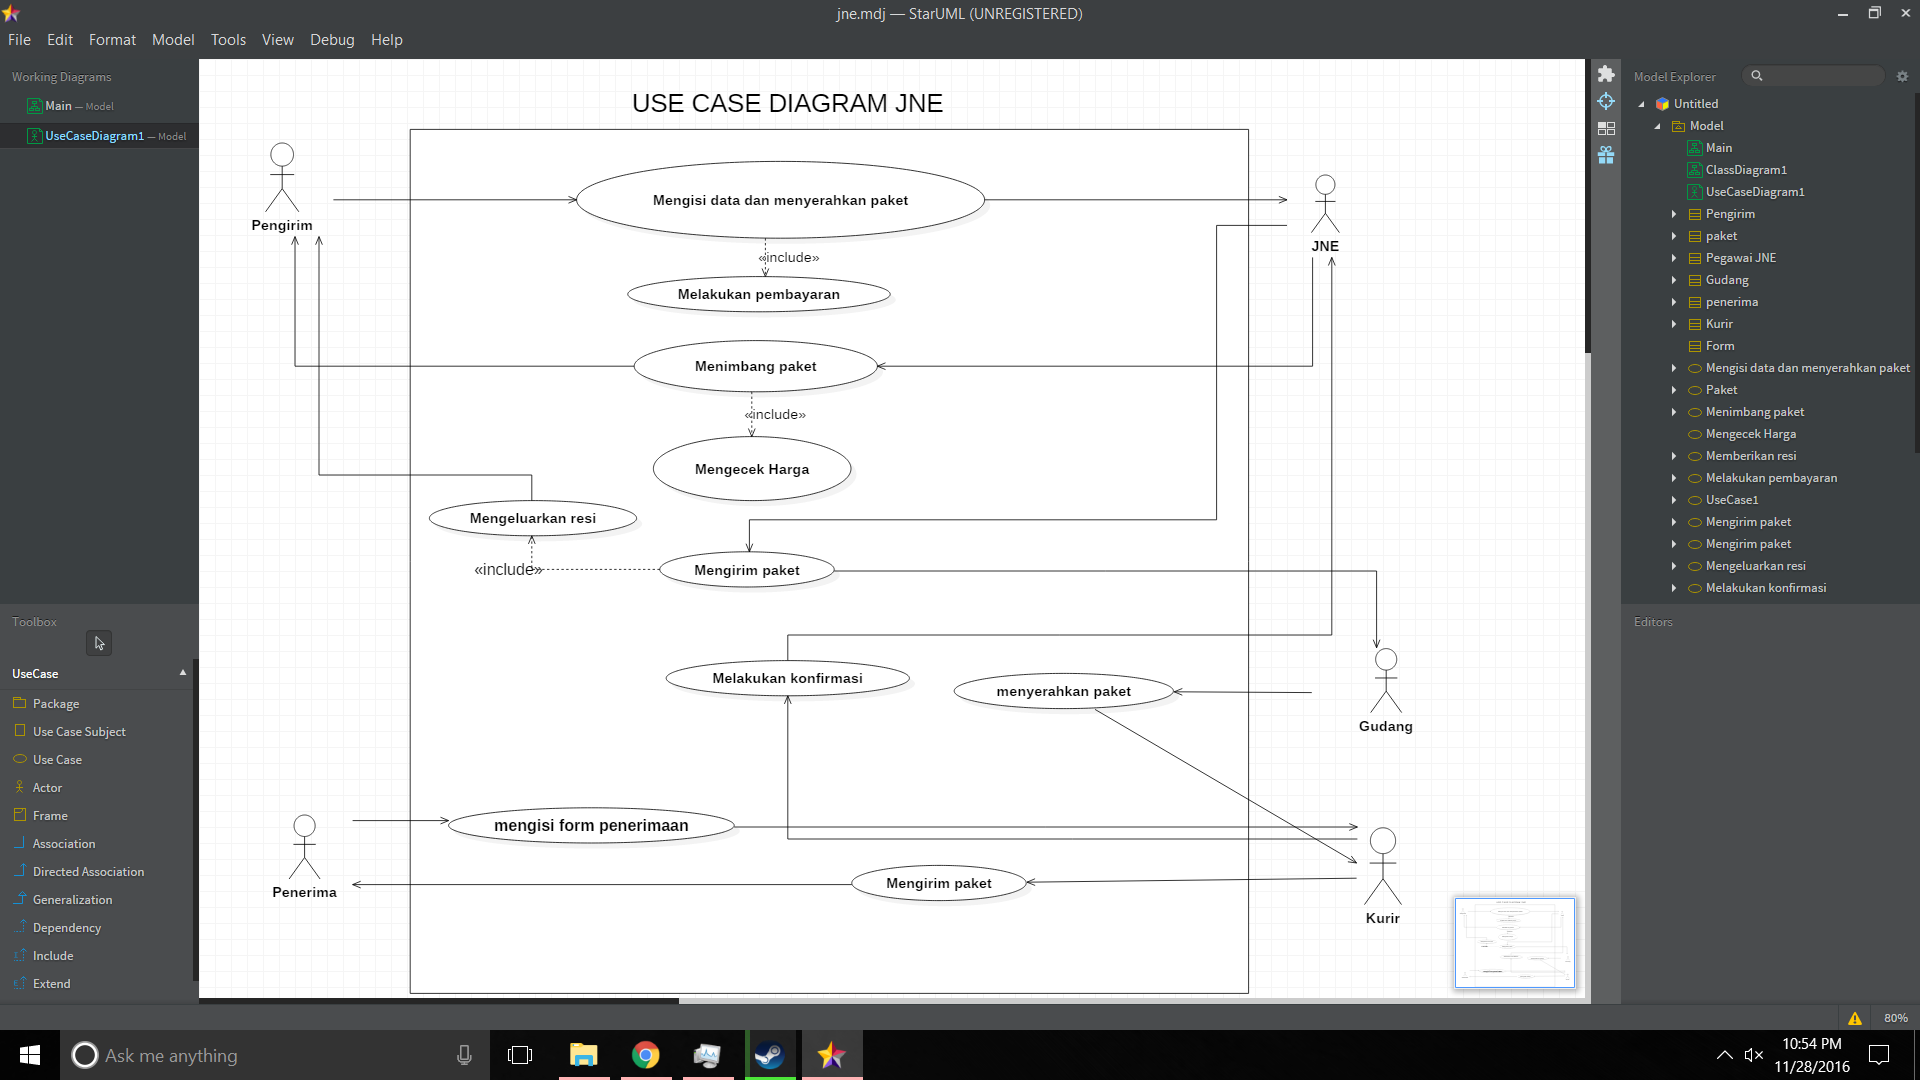 jne.mdj — StarUML (UNREGISTERED)
File Edit Format Model Tools View Debug Help
Working Diagrams
Main — Model
UseCaseDiagram1 — Model
Toolbox
UseCase
Package
Use Case Subject
Use Case
Actor
Frame
Association
Directed Association
Generalization
Dependency
Include
Extend
USE CASE DIAGRAM JNE
Pengirim
Mengisi data dan menyerahkan paket
JNE
«include»
Melakukan pembayaran
Menimbang paket
«include»
Mengecek Harga
Mengeluarkan resi
«include»
Mengirim paket
Melakukan konfirmasi
menyerahkan paket
Gudang
mengisi form penerimaan
Penerima
Mengirim paket
Kurir
Model Explorer
Untitled
Model
Main
ClassDiagram1
UseCaseDiagram1
Pengirim
paket
Pegawai JNE
Gudang
penerima
Kurir
Form
Mengisi data dan menyerahkan paket
Paket
Menimbang paket
Mengecek Harga
Memberikan resi
Melakukan pembayaran
UseCase1
Mengirim paket
Mengirim paket
Mengeluarkan resi
Melakukan konfirmasi
Editors
80%
Ask me anything
10:54 PM
11/28/2016